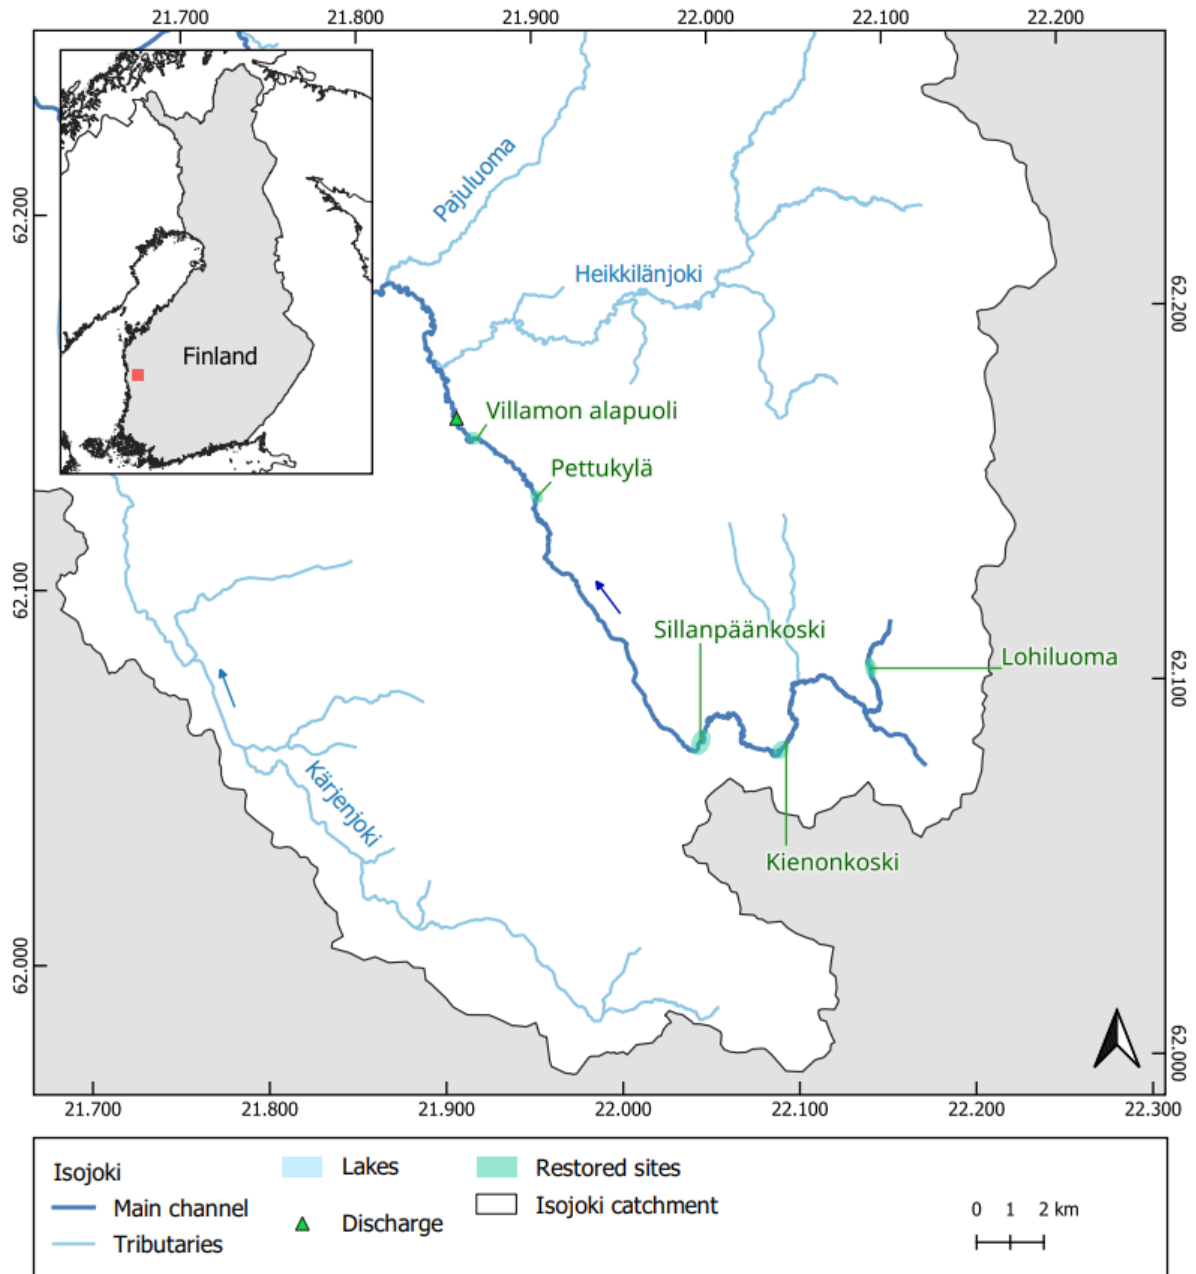 21.700
21.800
21.900
22.000
22.100
22.200
62.200
62.100
62.000
62.200
62.100
62.000
Finland
Pajuluoma
Heikkilänjoki
Villamon alapuoli
Pettukylä
Sillanpäänkoski
Lohiluoma
Kienonkoski
Kärjenjoki
21.700
21.800
21.900
22.000
22.100
22.200
22.300
Isojoki
Main channel
Tributaries
Lakes
Discharge
Restored sites
Isojoki catchment
0 1 2 km